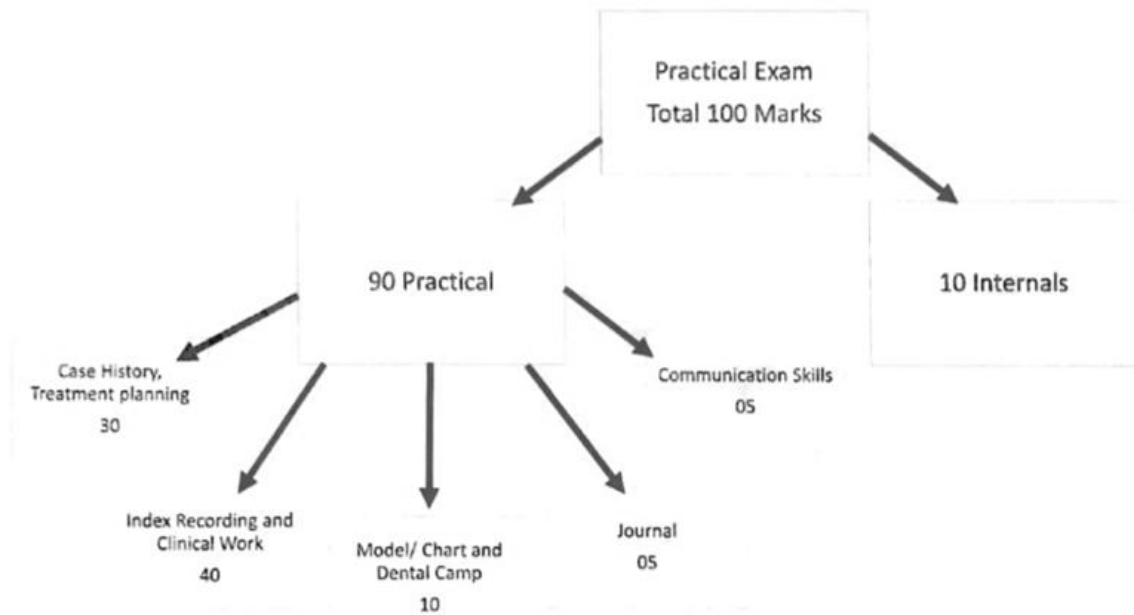 Practical Exam
Total 100 Marks
90 Practical
10 Internals
Case History,
Treatment planning
30
Communication Skills
05
Index Recording and
Clinical Work
40
Model/ Chart and
Dental Camp
10
Journal
05